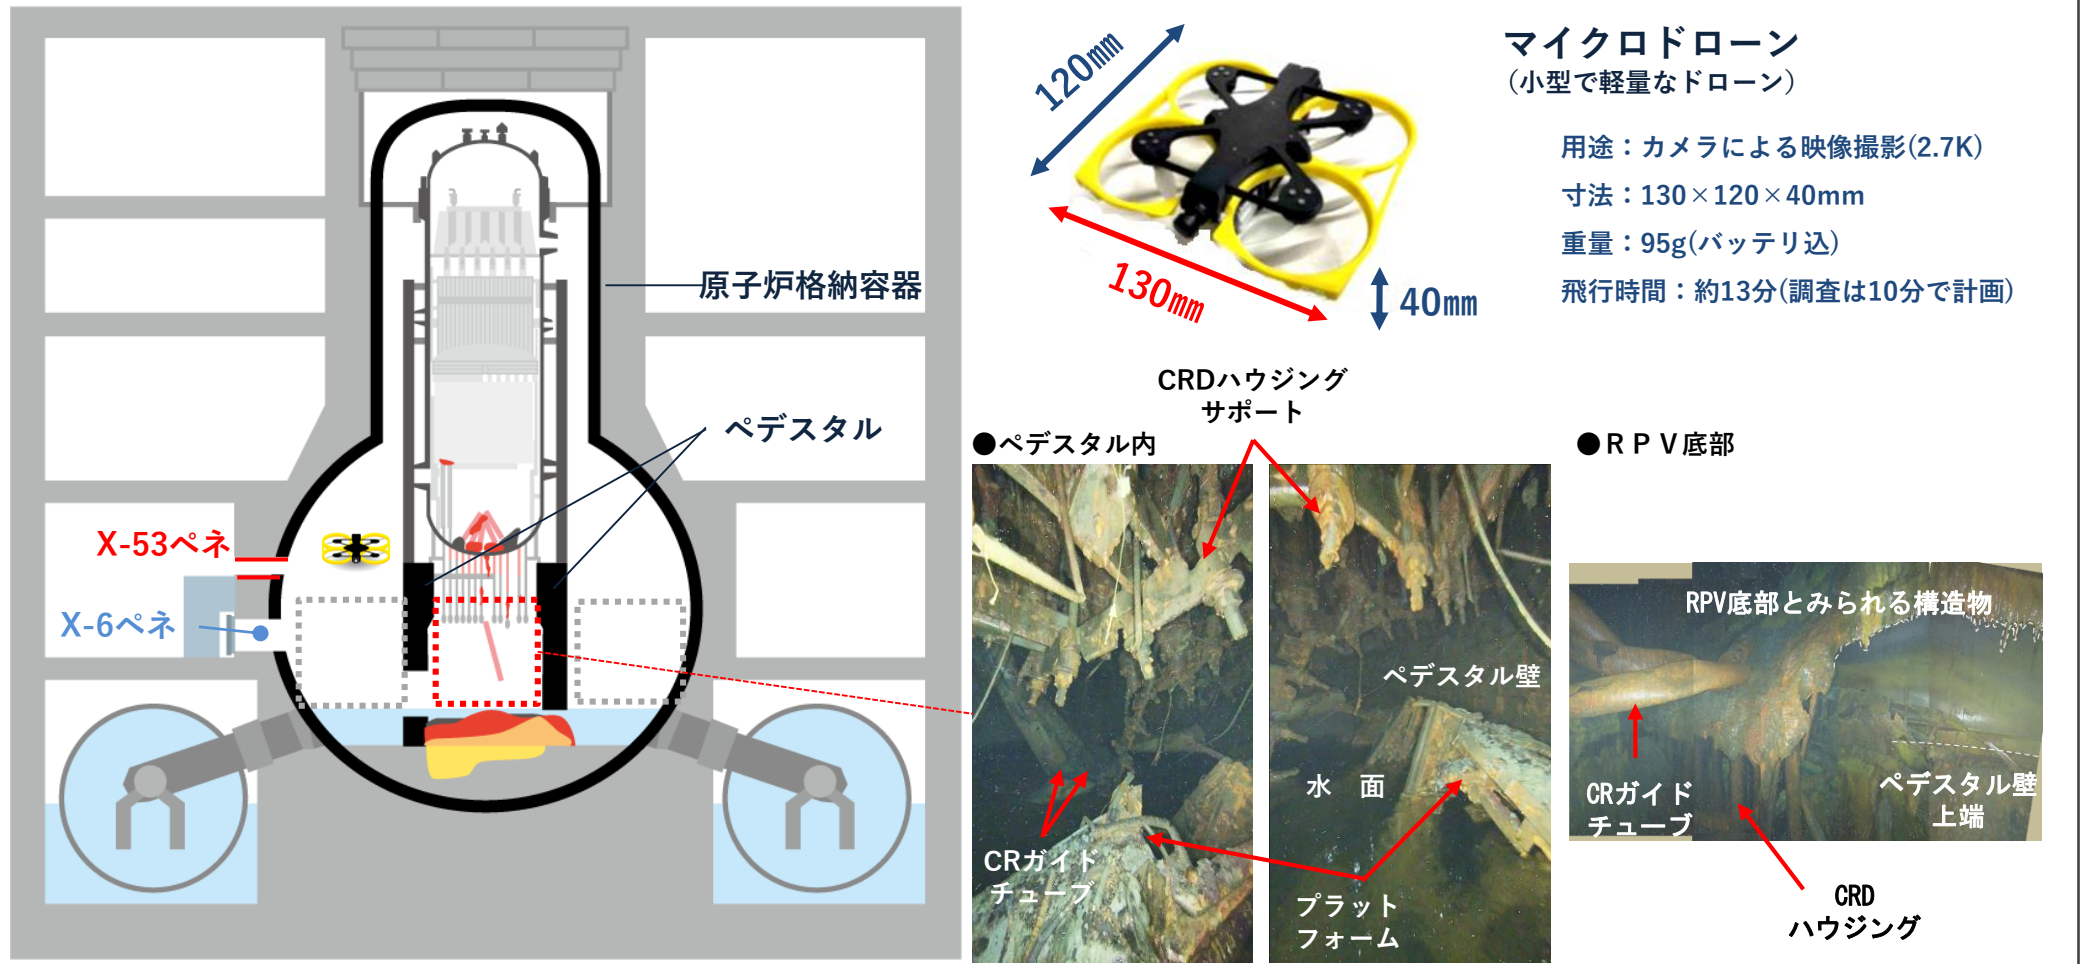 原子炉格納容器
ペデスタル
X-53ペネ
X-6ペネ
120㎜
130㎜
40㎜
マイクロドローン
（小型で軽量なドローン）
用途：カメラによる映像撮影(2.7K)
寸法：130×120×40mm
重量：95g(バッテリ込)
飛行時間：約13分(調査は10分で計画)
CRDハウジング
サポート
●ペデスタル内
CRガイド
チューブ
ペデスタル壁
水　面
プラット
フォーム
●ＲＰＶ底部
RPV底部とみられる構造物
CRガイド
チューブ
ペデスタル壁
上端
CRD
ハウジング